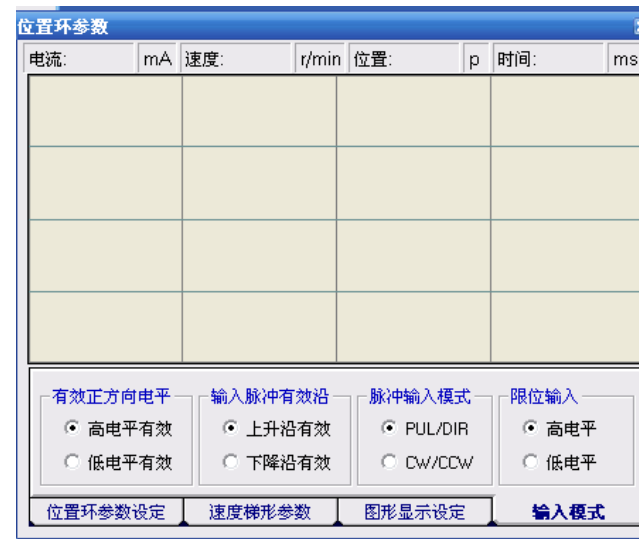 位置环参数
电流: mA 速度: r/min 位置: p 时间: ms
有效正方向电平 输入脉冲有效沿 脉冲输入模式 限位输入
高电平有效 上升沿有效 PUL/DIR 高电平
低电平有效 下降沿有效 CW/CCW 低电平
位置环参数设定 速度梯形参数 图形显示设定 输入模式